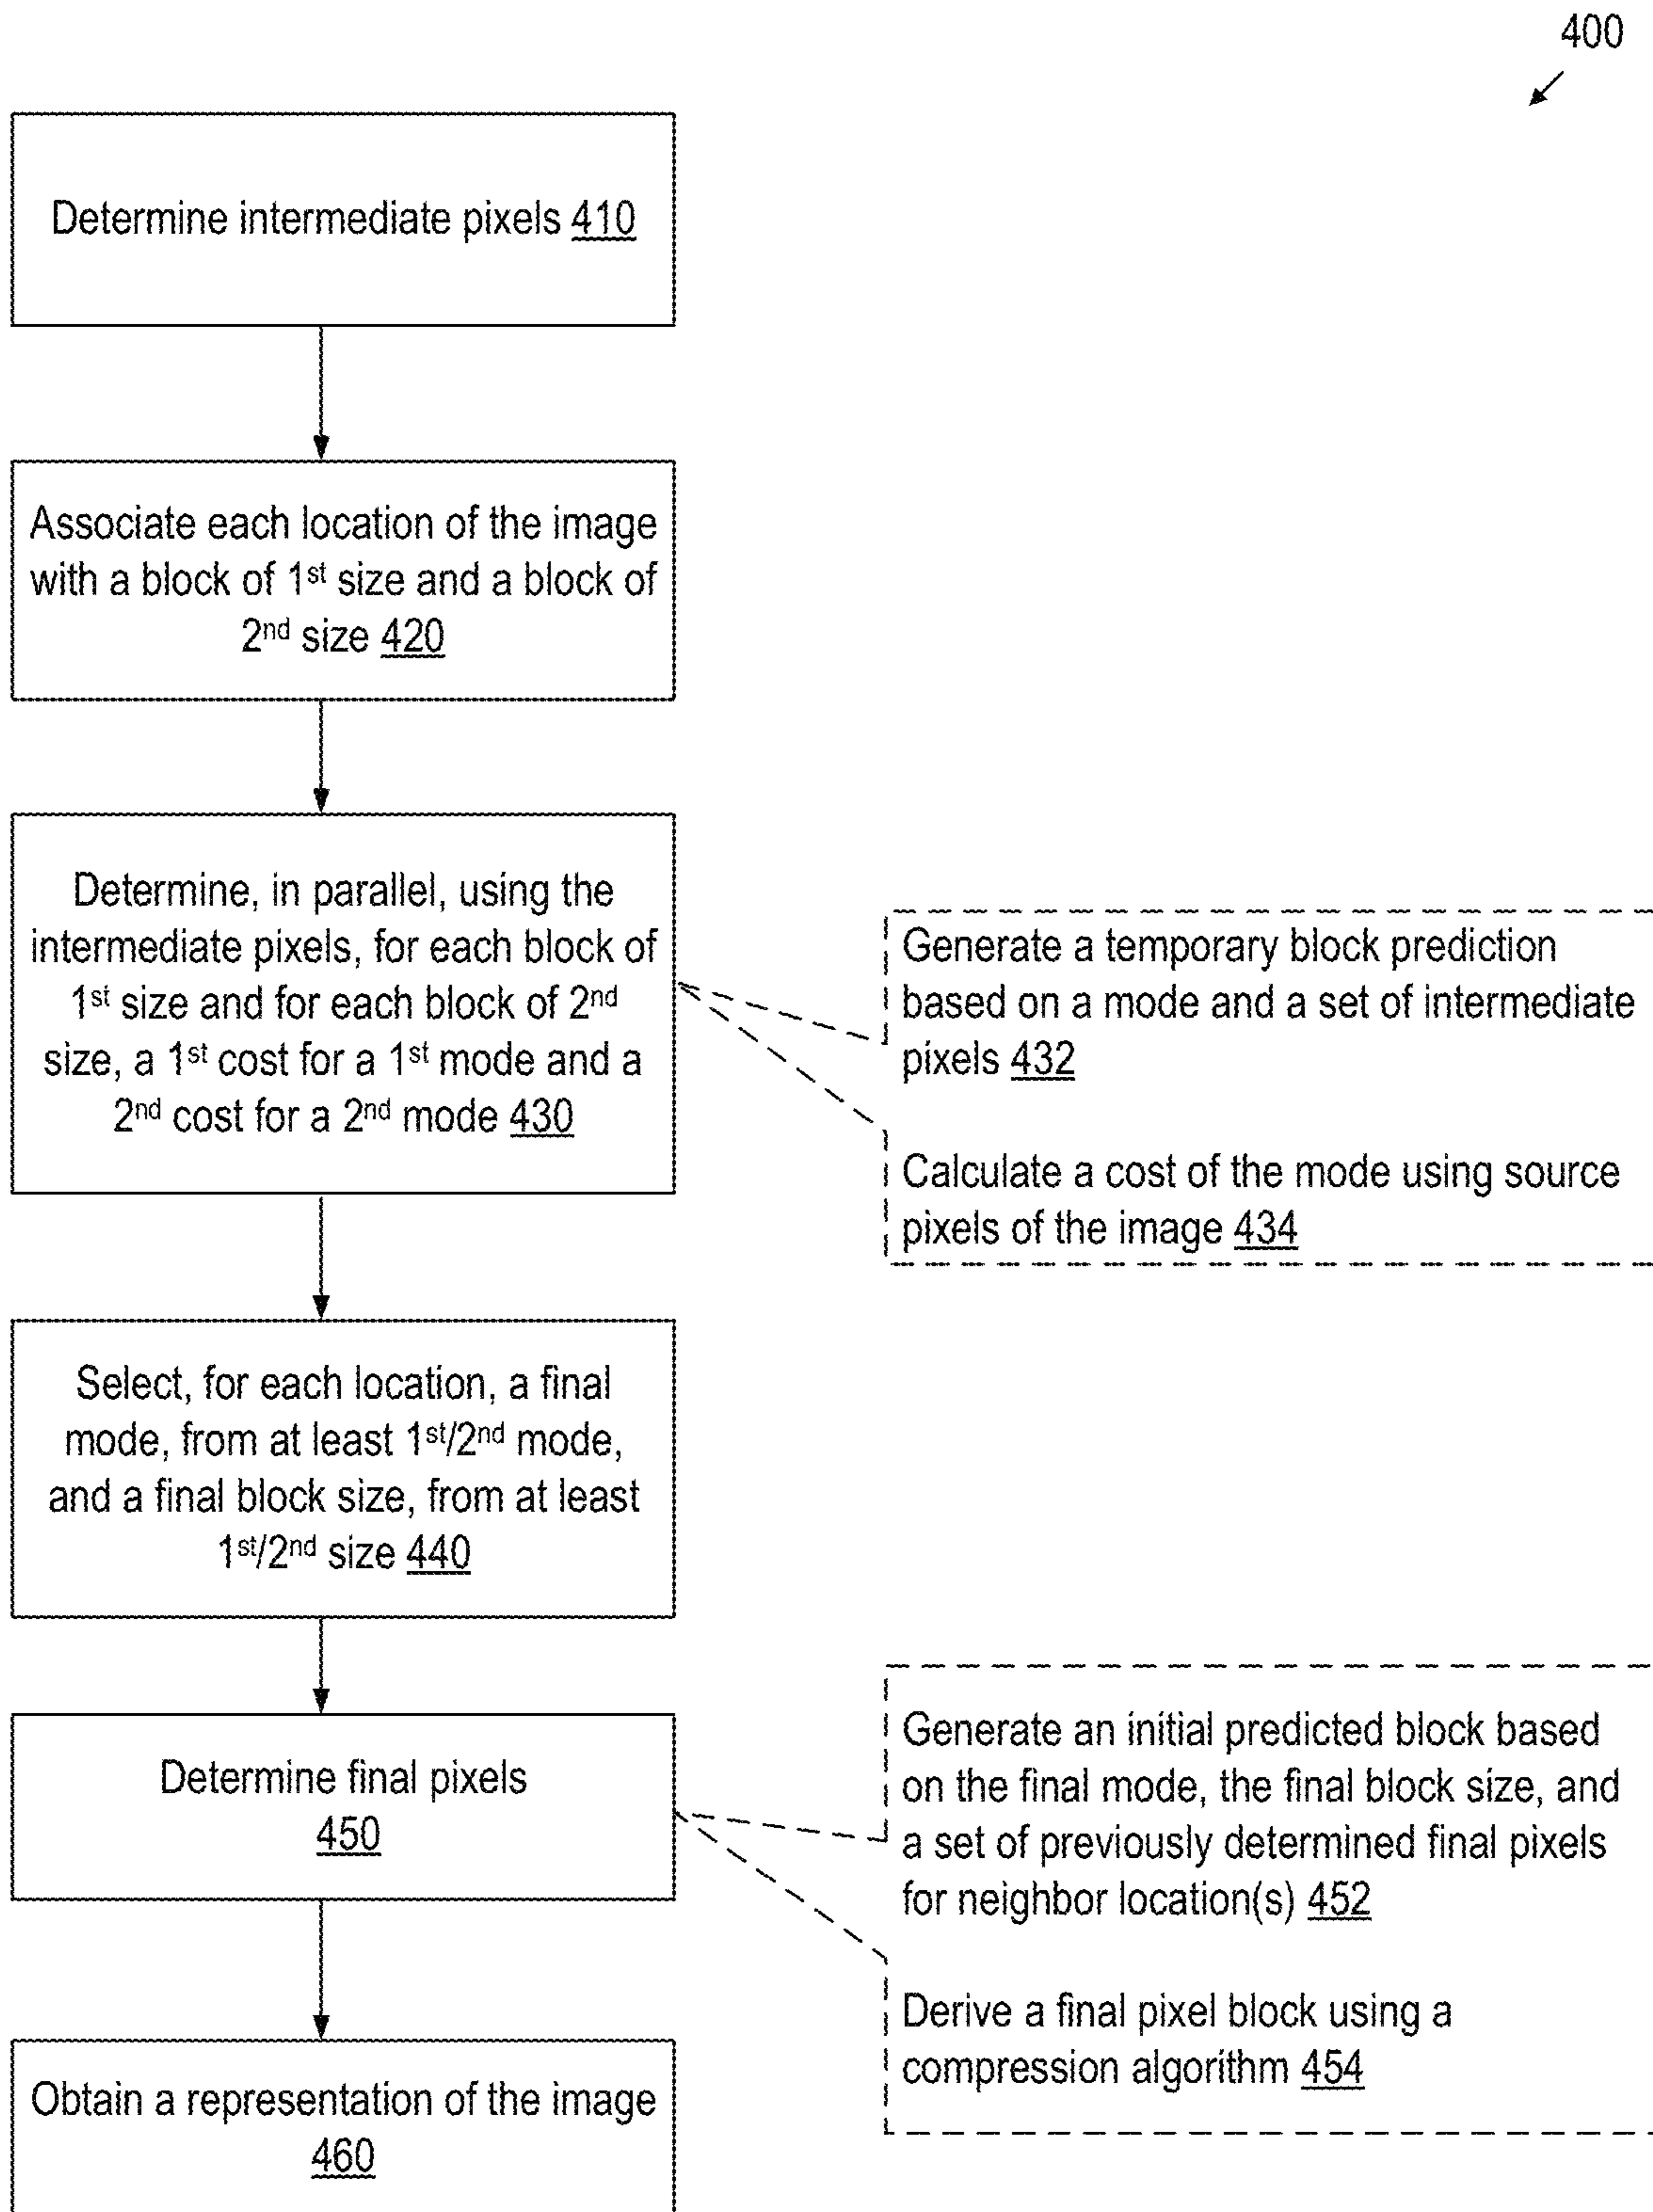 400
Determine intermediate pixels 410
Associate each location of the image
with a block of 1st size and a block of
2nd size 420
Determine, in parallel, using the
intermediate pixels, for each block of
1st size and for each block of 2nd
size, a 1st cost for a 1st mode and a
2nd cost for a 2nd mode 430
Generate a temporary block prediction
based on a mode and a set of intermediate
pixels 432
Calculate a cost of the mode using source
pixels of the image 434
Select, for each location, a final
mode, from at least 1st/2nd mode,
and a final block size, from at least
1st/2nd size 440
Determine final pixels
450
Generate an initial predicted block based
on the final mode, the final block size, and
a set of previously determined final pixels
for neighbor location(s) 452
Derive a final pixel block using a
compression algorithm 454
Obtain a representation of the image
460